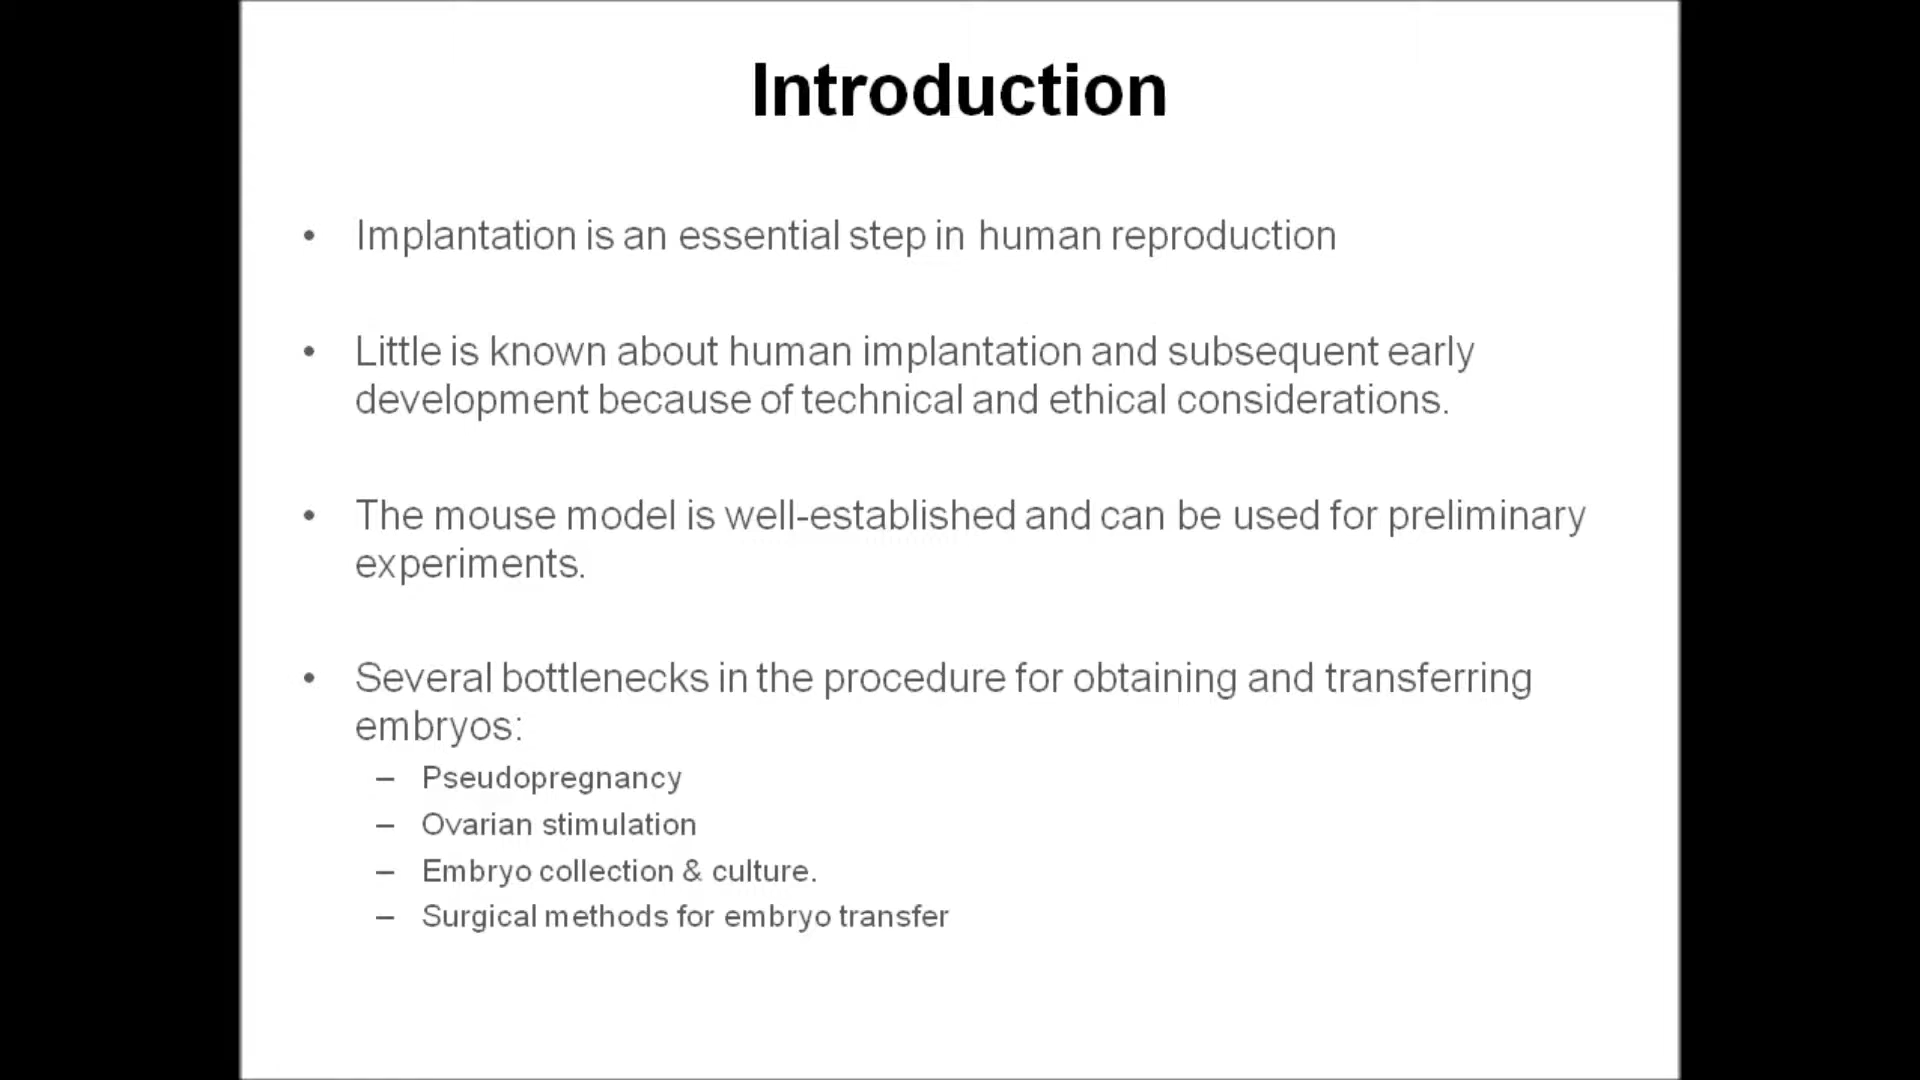 Introduction
• Implantation is an essential step in human reproduction
• Little is known about human implantation and subsequent early
development because of technical and ethical considerations.
• The mouse model is well-established and can be used for preliminary
experiments.
• Several bottlenecks in the procedure for obtaining and transferring
embryos:
– Pseudopregnancy
– Ovarian stimulation
– Embryo collection & culture.
– Surgical methods for embryo transfer